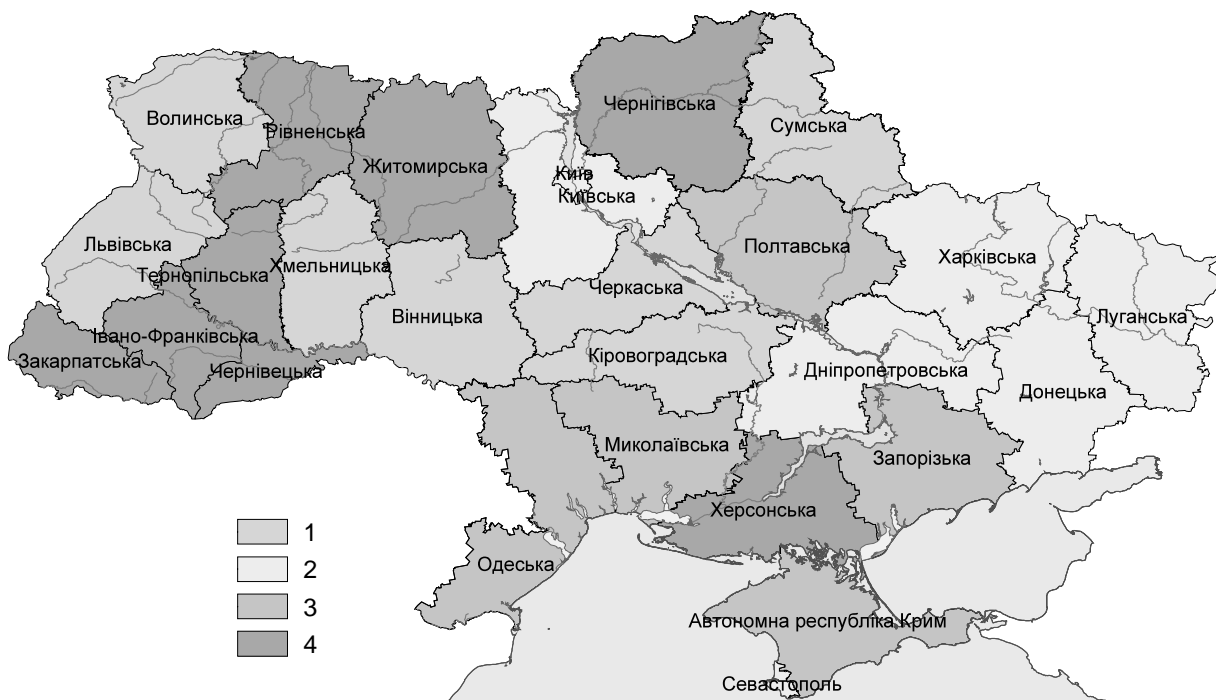 Чернігівська
Сумська
Волинська
Рівненська
Житомирська
Київ
Київська
Львівська
Тернопільська
Хмельницька
Полтавська
Харківська
Черкаська
Вінницька
Луганська
Івано-Франківська
Закарпатська
Чернівецька
Кіровоградська
Дніпропетровська
Донецька
Миколаївська
Запорізька
Херсонська
Одеська
Автономна республіка Крим
Севастополь
1
2
3
4